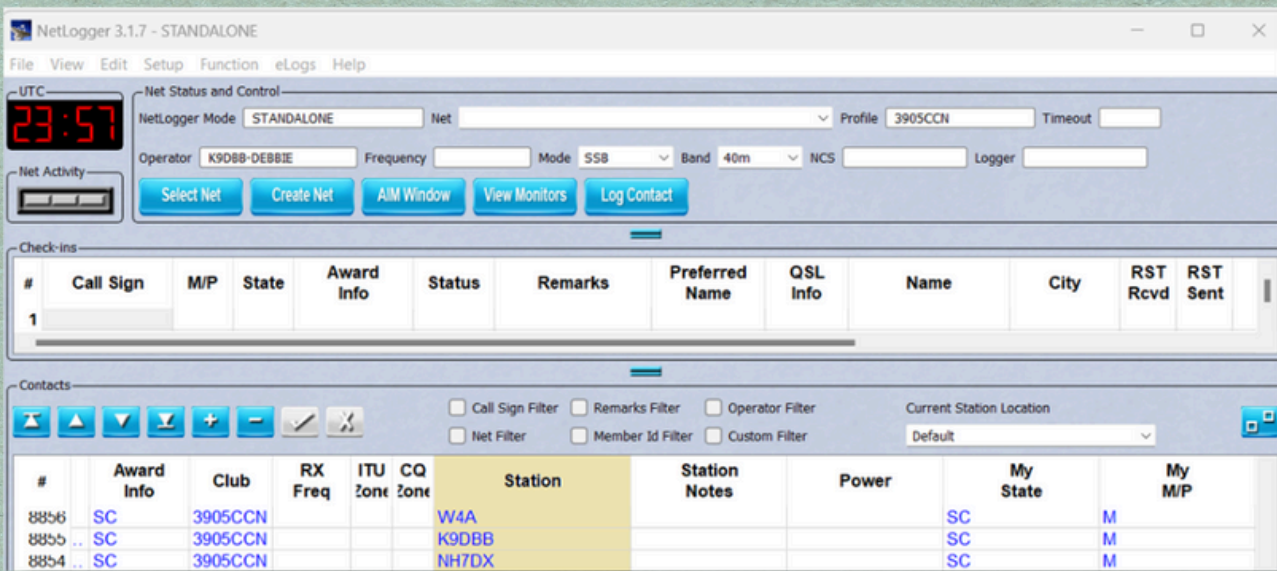 NetLogger 3.1.7 - STANDALONE
File View Edit Setup Function eLogs Help
UTC
23:57
Net Status and Control
NetLogger Mode STANDALONE Net Profile 3905CCN Timeout
Operator K9DBB-DEBBIE Frequency Mode SSB Band 40m NCS Logger
Net Activity
Select Net Create Net AIM Window View Monitors Log Contact
Check-ins
# Call Sign M/P State Award Info Status Remarks Preferred Name QSL Info Name City RST Rcvd RST Sent
1
Contacts
Call Sign Filter Remarks Filter Operator Filter Current Station Location
Net Filter Member Id Filter Custom Filter Default
# Award Info Club RX Freq ITU Zone CQ Zone Station Station Notes Power My State My M/P
8856 SC 3905CCN W4A SC M
8855 .. SC 3905CCN K9DBB SC M
8854 .. SC 3905CCN NH7DX SC M